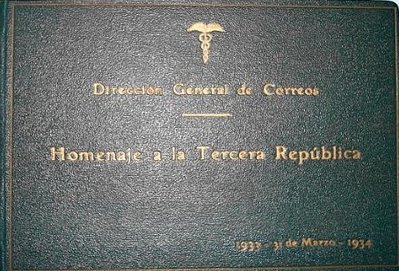 Dirección General de Correos
Homenaje a la Tercera República
1933 - 31 de Marzo - 1934